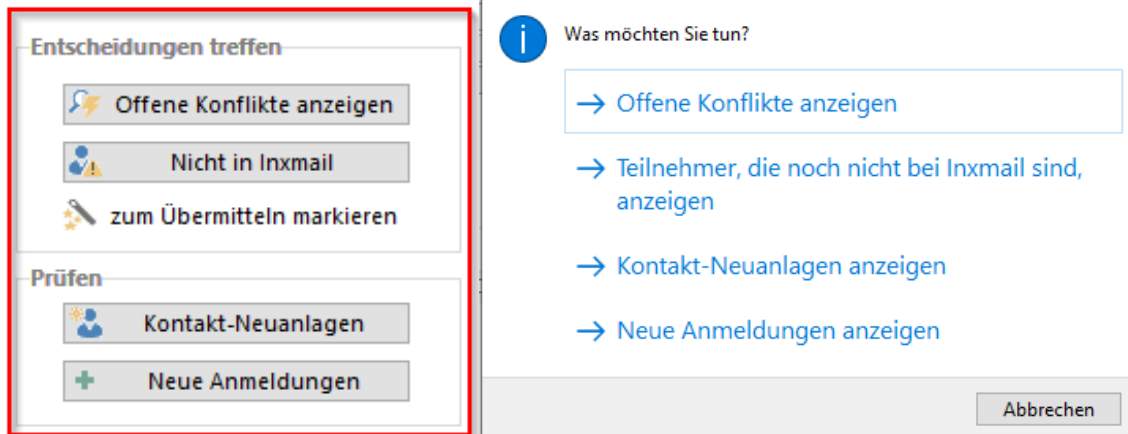 Entscheidungen treffen
Offene Konflikte anzeigen
Nicht in Inxmail
zum Übermitteln markieren
Prüfen
Kontakt-Neuanlagen
Neue Anmeldungen
Was möchten Sie tun?
Offene Konflikte anzeigen
Teilnehmer, die noch nicht bei Inxmail sind,
anzeigen
Kontakt-Neuanlagen anzeigen
Neue Anmeldungen anzeigen
Abbrechen